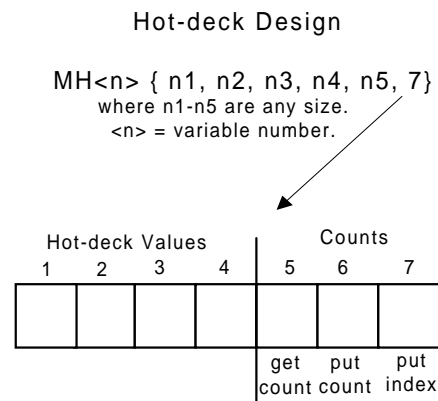 Hot-deck Design
MH<n> { n1, n2, n3, n4, n5, 7}
where n1-n5 are any size.
<n> = variable number.
Hot-deck Values
Counts
1 2 3 4 5 6 7
get put put
count count index